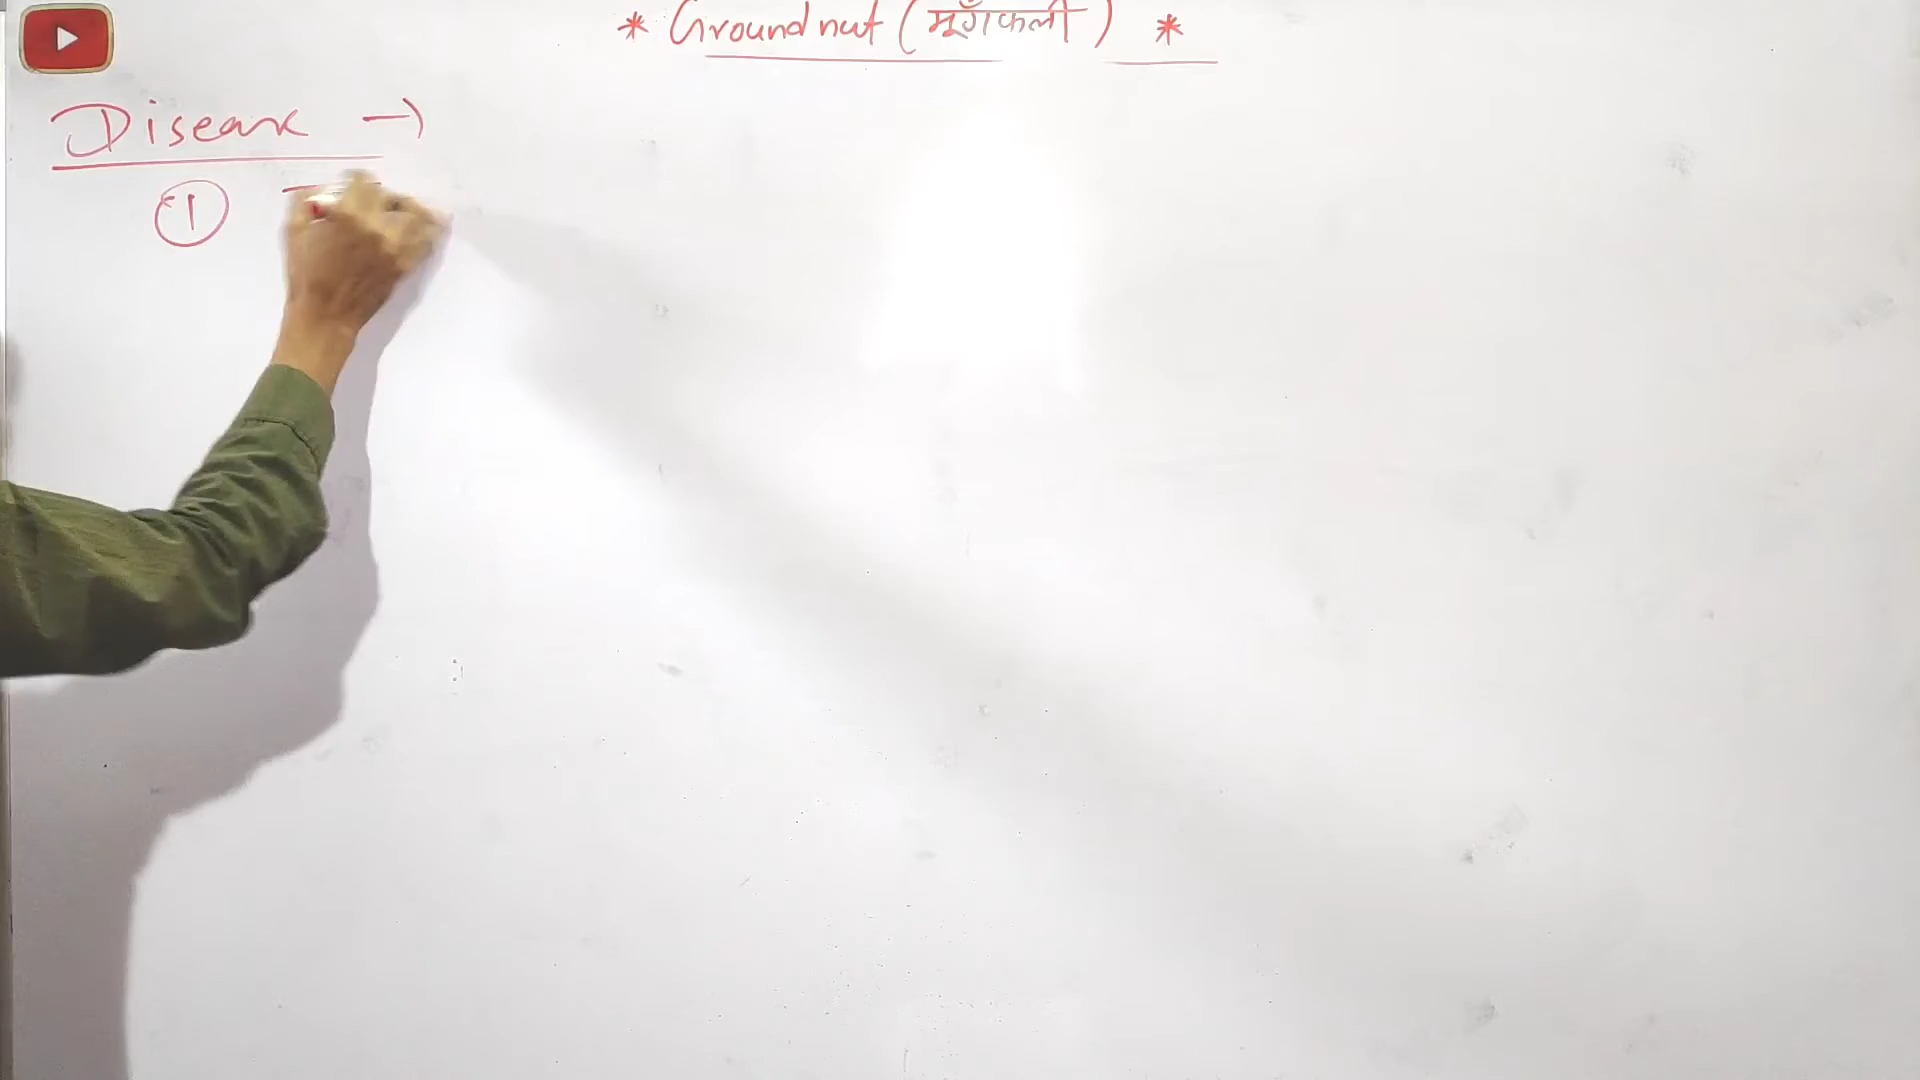 * Groundnut (मूँगफली) *
Disease →
①